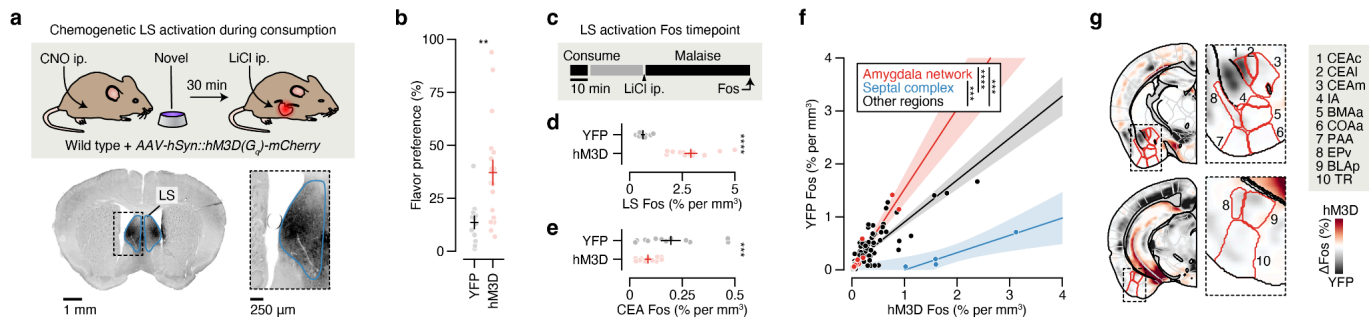 a
Chemogenetic LS activation during consumption
CNO ip.
Novel
LiCl ip.
30 min
Wild type + AAV-hSyn::hM3D(Gq)-mCherry
LS
1 mm
250 μm
b
**
Flavor preference (%)
100
75
50
25
0
YFP
hM3D
c
LS activation Fos timepoint
Consume
Malaise
10 min
LiCl ip.
Fos
d
YFP
hM3D
****
0
2.5
5
LS Fos (% per mm³)
e
YFP
hM3D
***
0
0.25
0.5
CEA Fos (% per mm³)
f
Amygdala network
Septal complex
Other regions
***
****
***
YFP Fos (% per mm³)
4
3
2
1
0
0
1
2
3
4
hM3D Fos (% per mm³)
g
1
2
3
8
4
5
6
7
8
9
10
1 CEAc
2 CEAl
3 CEAm
4 IA
5 BMAa
6 COAa
7 PAA
8 EPv
9 BLAp
10 TR
hM3D
ΔFos (%)
YFP